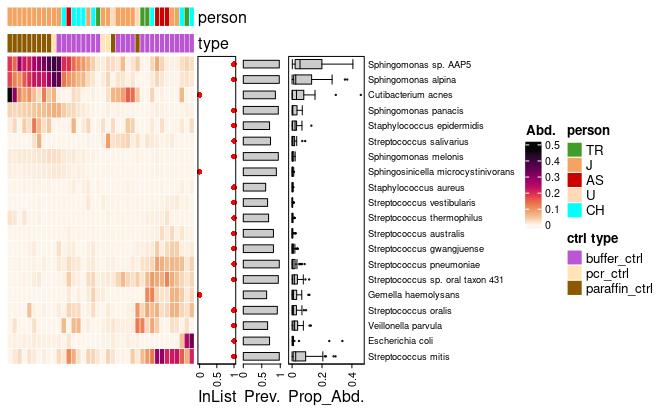 person
type
Sphingomonas sp. AAP5
Sphingomonas alpina
Cutibacterium acnes
Sphingomonas panacis
Staphylococcus epidermidis
Streptococcus salivarius
Sphingomonas melonis
Sphingosinicella microcystinivorans
Staphylococcus aureus
Streptococcus vestibularis
Streptococcus thermophilus
Streptococcus australis
Streptococcus gwangjuense
Streptococcus pneumoniae
Streptococcus sp. oral taxon 431
Gemella haemolysans
Streptococcus oralis
Veillonella parvula
Escherichia coli
Streptococcus mitis
0 0.5 1 0 0.5 1 0 0.2 0.4
InList Prev. Prop_Abd.
Abd.
0.5
0.4
0.3
0.2
0.1
0
person
TR
J
AS
U
CH
ctrl type
buffer_ctrl
pcr_ctrl
paraffin_ctrl